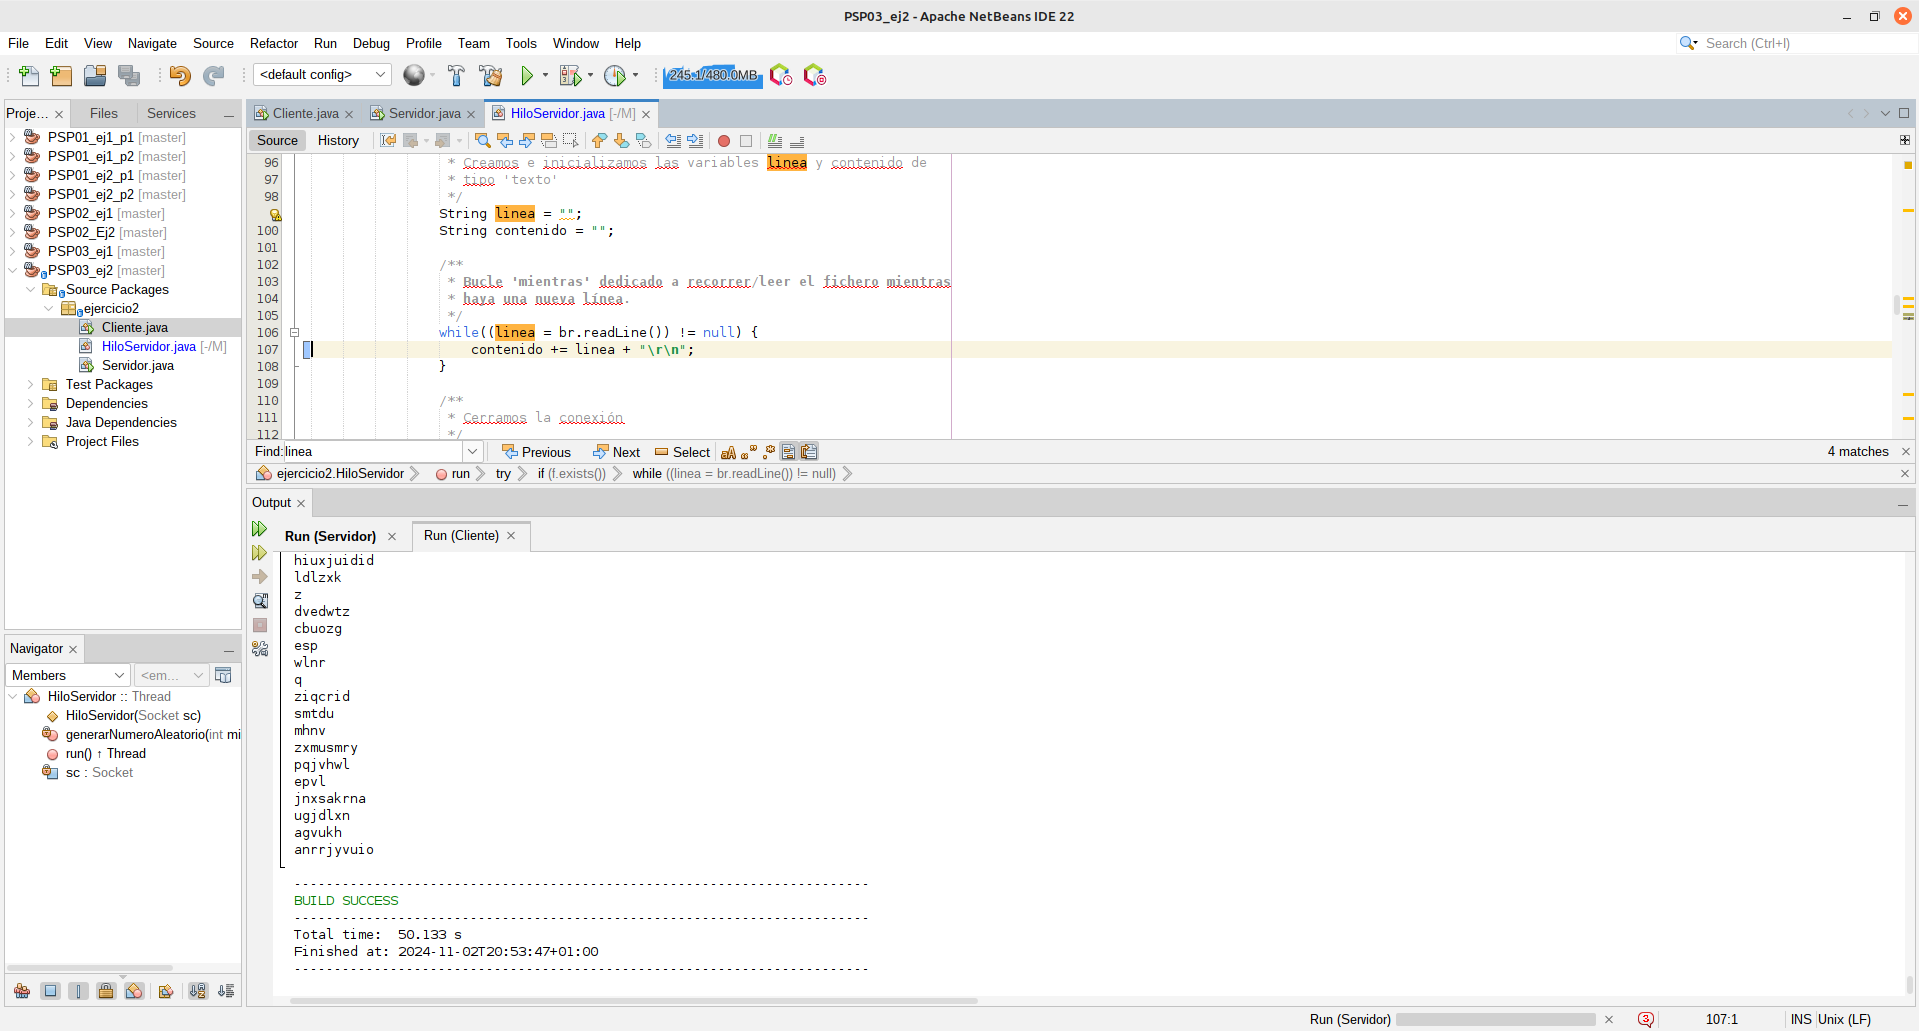 PSP03_ej2 - Apache NetBeans IDE 22
File Edit View Navigate Source Refactor Run Debug Profile Team Tools Window Help
Search (Ctrl+I)
<default config>
245.1/480.0MB
Proje...
Files
Services
PSP01_ej1_p1 [master]
PSP01_ej1_p2 [master]
PSP01_ej2_p1 [master]
PSP01_ej2_p2 [master]
PSP02_ej1 [master]
PSP02_Ej2 [master]
PSP03_ej1 [master]
PSP03_ej2 [master]
Source Packages
ejercicio2
Cliente.java
HiloServidor.java [-/M]
Servidor.java
Test Packages
Dependencies
Java Dependencies
Project Files
Navigator
Members
<em...
HiloServidor :: Thread
HiloServidor(Socket sc)
generarNumeroAleatorio(int mi
run() ↑ Thread
sc : Socket
Cliente.java
Servidor.java
HiloServidor.java [-/M]
Source History
96 * Creamos e inicializamos las variables linea y contenido de
97 * tipo 'texto'
98 */
String linea = "";
100 String contenido = "";
101
102 /**
103 * Bucle 'mientras' dedicado a recorrer/leer el fichero mientras
104 * haya una nueva línea.
105 */
106 while((linea = br.readLine()) != null) {
107 contenido += linea + "\r\n";
108 }
109
110 /**
111 * Cerramos la conexión
112 */
Find: linea
Previous Next Select
4 matches
ejercicio2.HiloServidor run try if (f.exists()) while ((linea = br.readLine()) != null)
Output
Run (Servidor)
Run (Cliente)
hiuxjuidid
ldlzxk
z
dvedwtz
cbuozg
esp
wlnr
q
ziqcrid
smtdu
mhnv
zxmusmry
pqjvhwl
epvl
jnxsakrna
ugjdlxn
agvukh
anrrjyvuio
------------------------------------------------------------------------
BUILD SUCCESS
------------------------------------------------------------------------
Total time:  50.133 s
Finished at: 2024-11-02T20:53:47+01:00
------------------------------------------------------------------------
Run (Servidor)
3
107:1
INS Unix (LF)